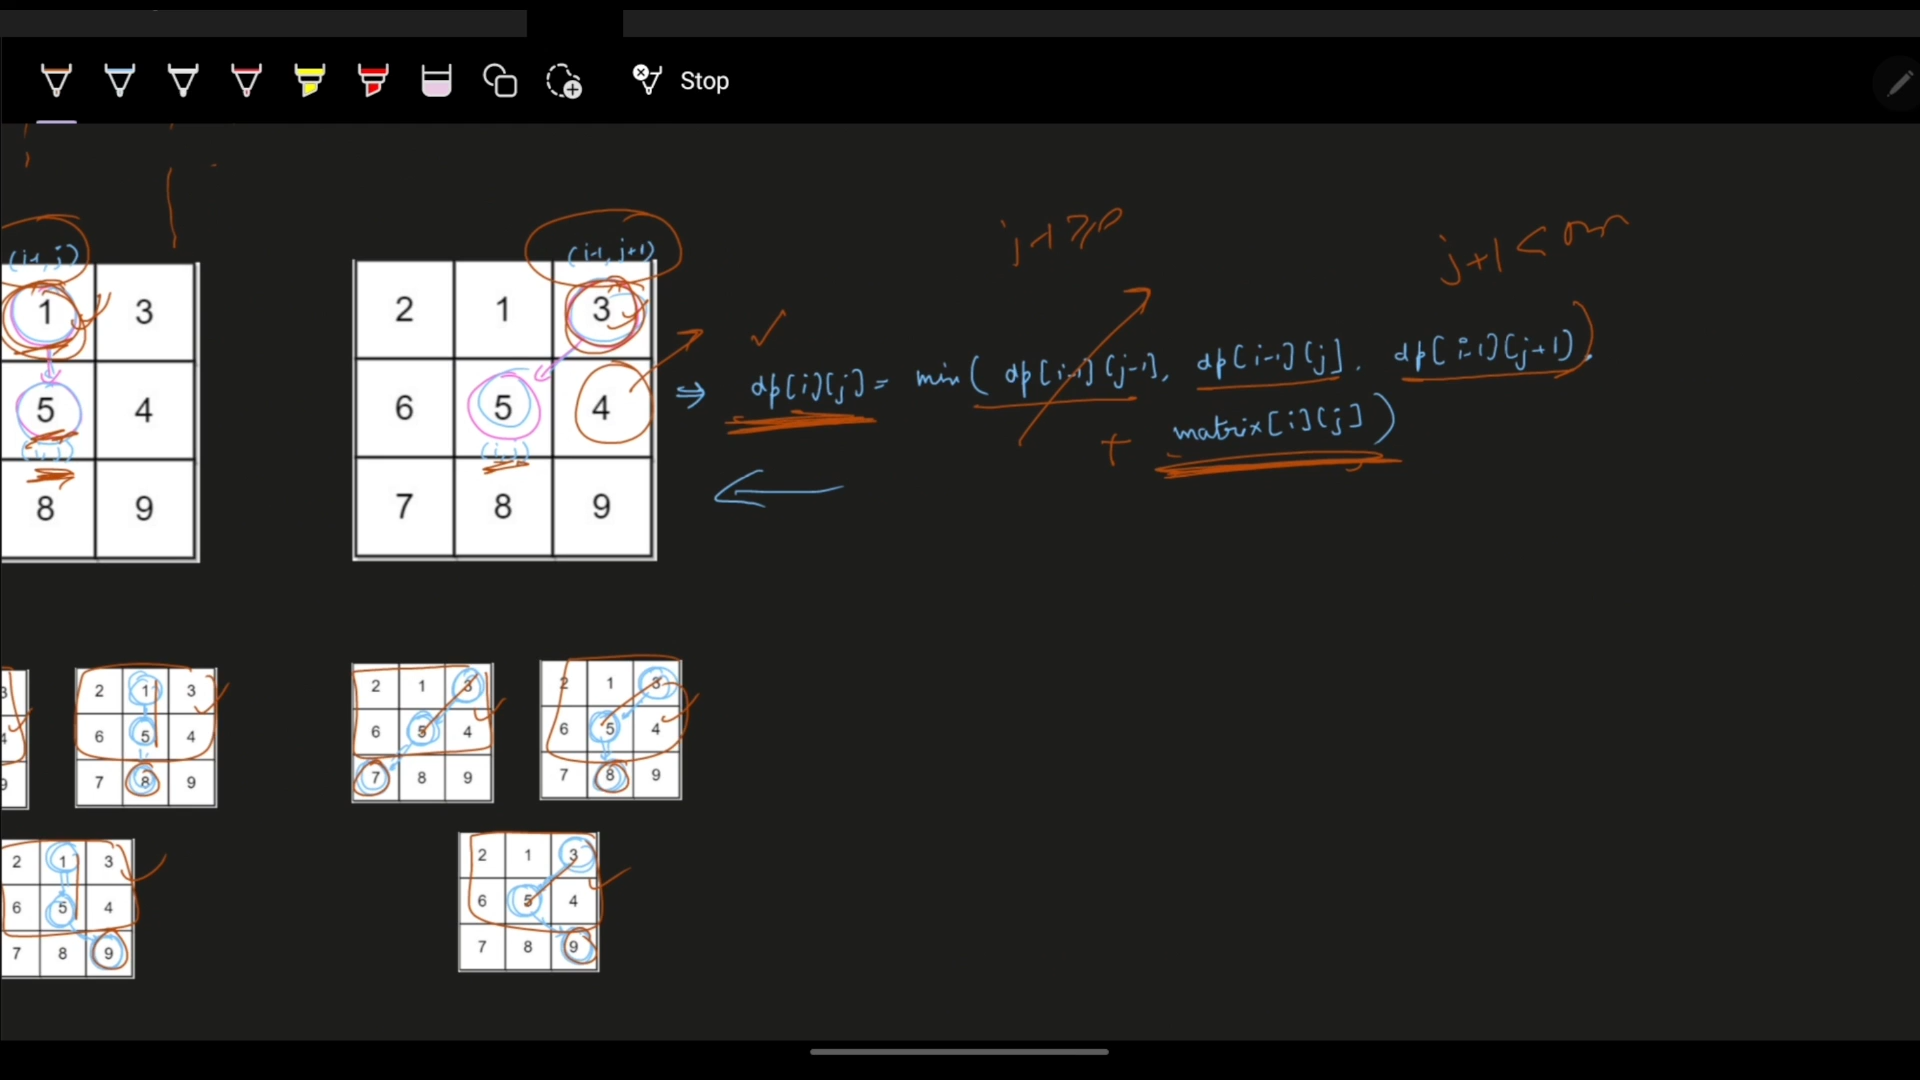 Stop
j-1 ≥ 0
j+1 < m
(i-1, j)
(i-1, j+1)
1 3
5 4
(i, j)
8 9
2 1 3
6 5 4
(i, j)
7 8 9
⇒ dp[i][j] = min( dp[i-1][j-1], dp[i-1][j], dp[i-1][j+1])
+ matrix[i][j])
3
4
9
2 1 3
6 5 4
7 8 9
2 1 3
6 5 4
7 8 9
2 1 3
6 5 4
7 8 9
2 1 3
6 5 4
7 8 9
2 1 3
6 5 4
7 8 9